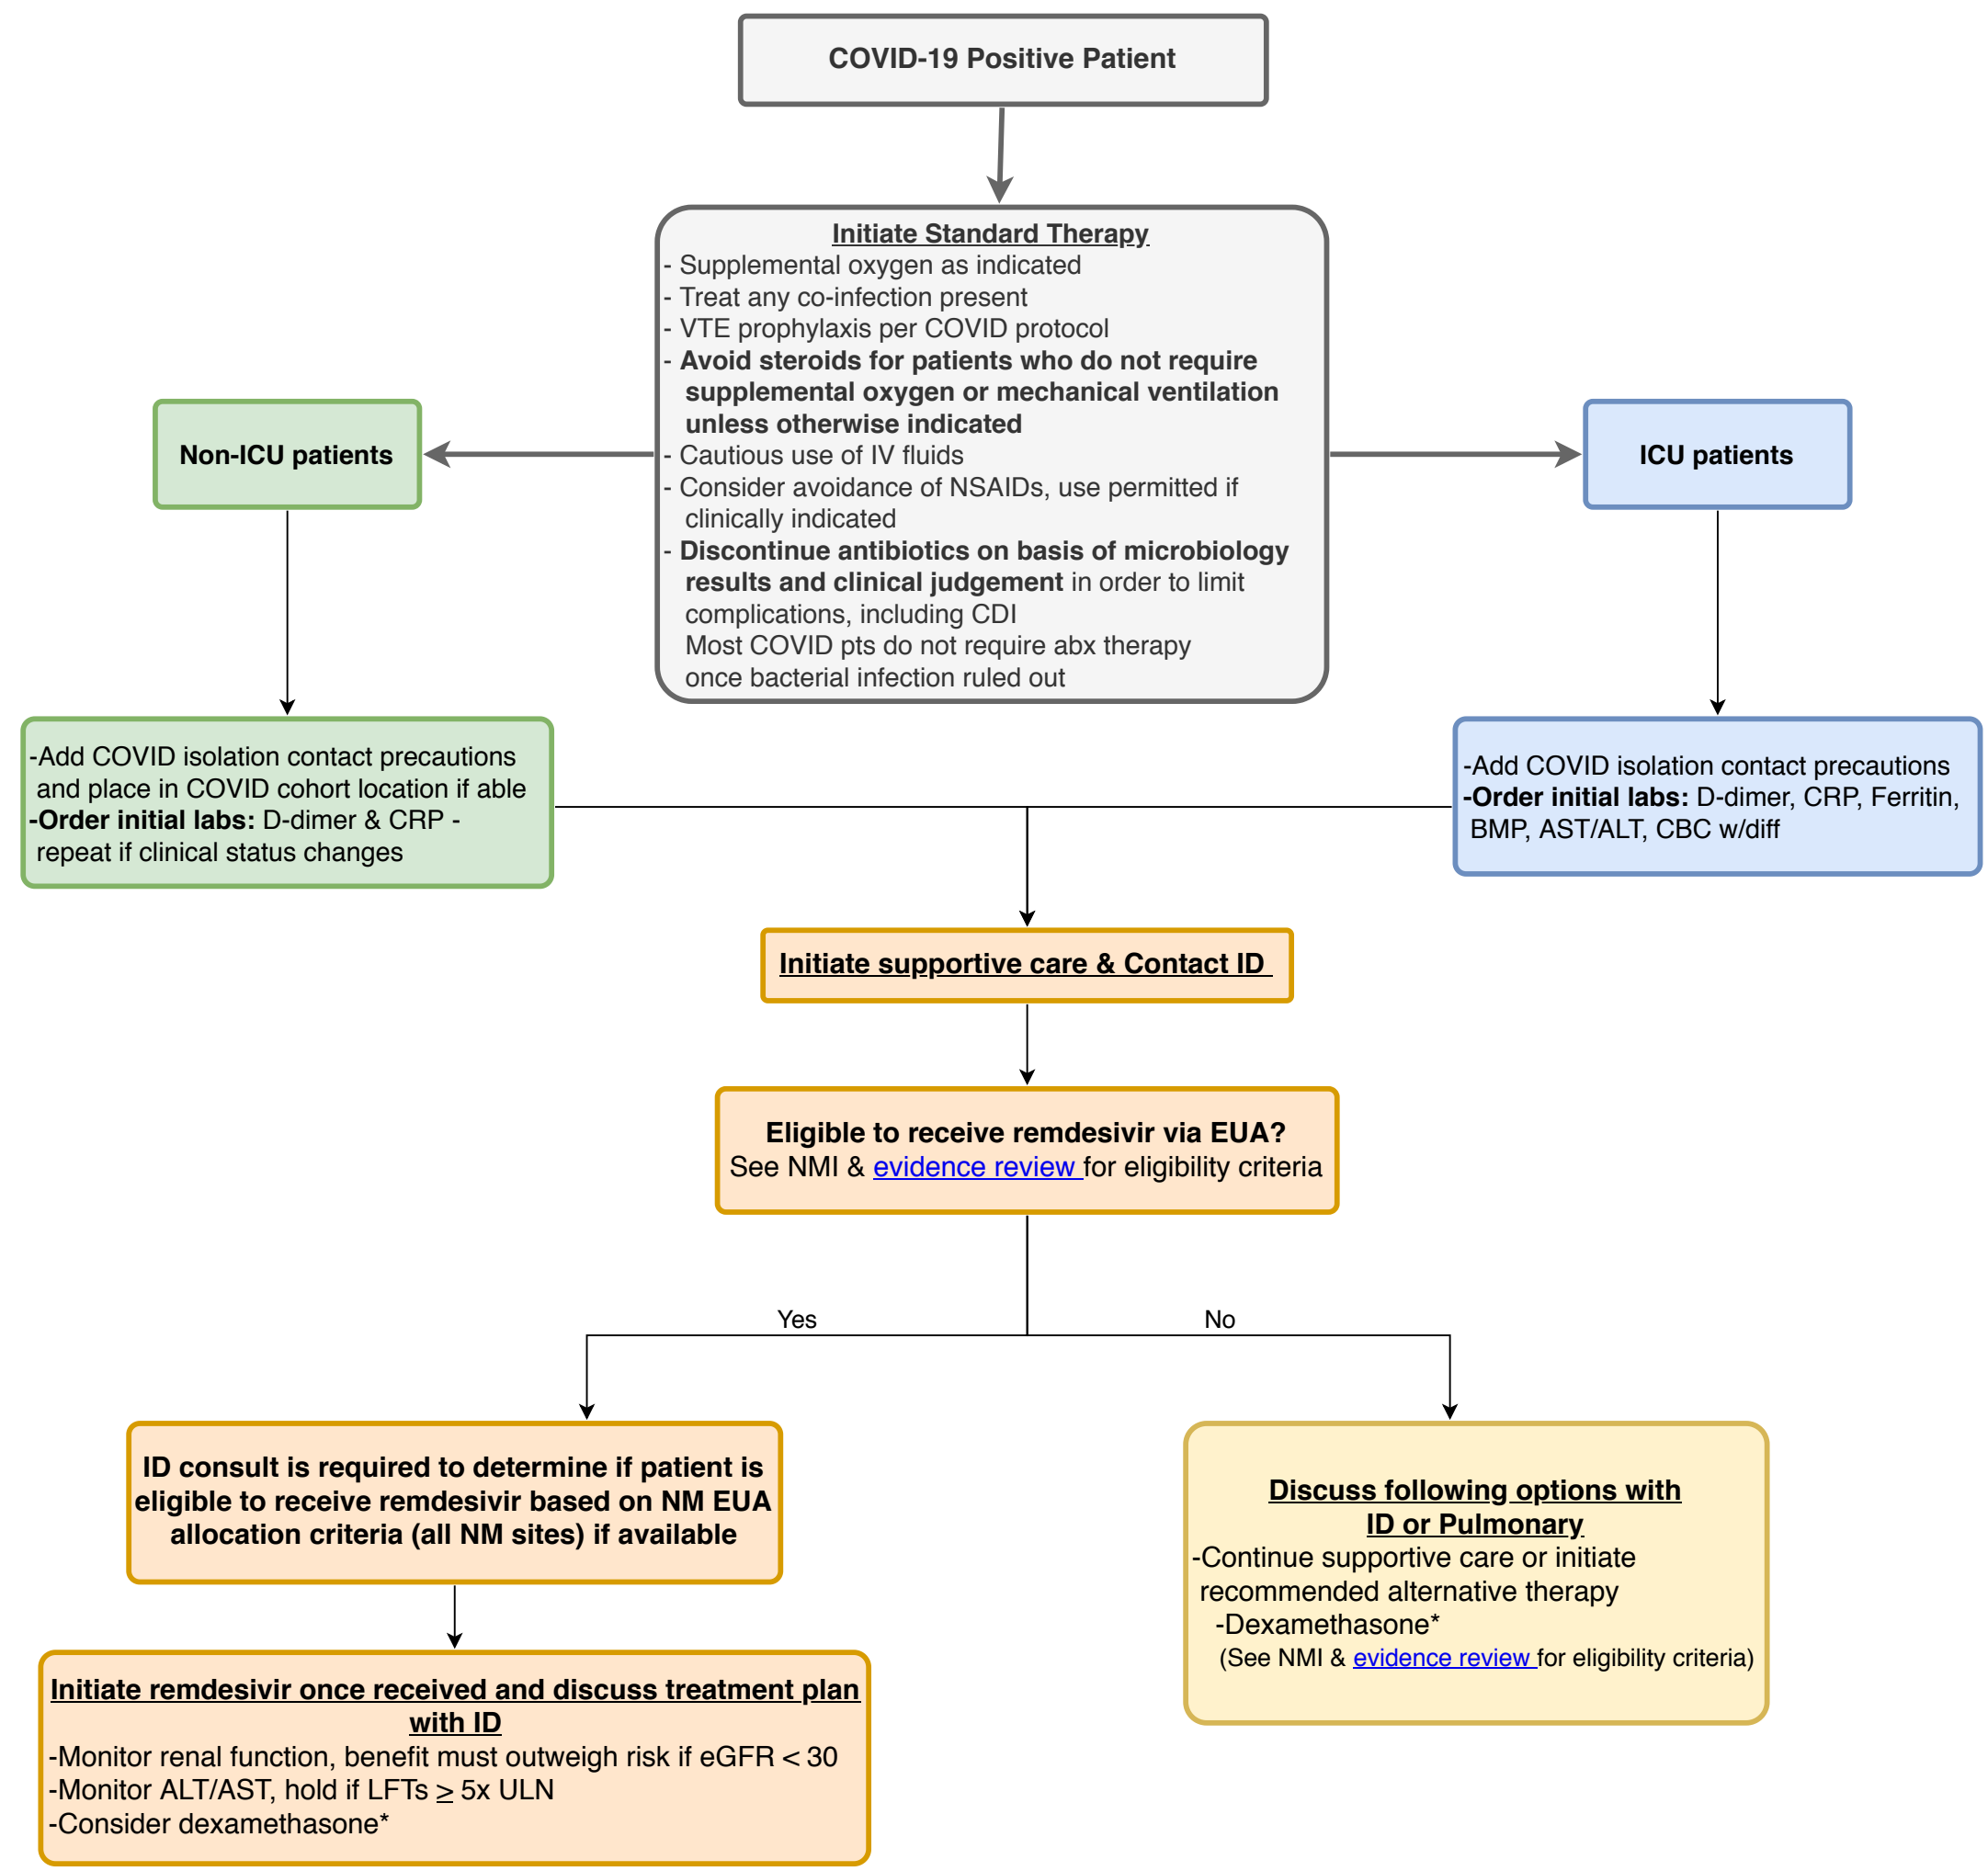 COVID-19 Positive Patient
Initiate Standard Therapy
- Supplemental oxygen as indicated
- Treat any co-infection present
- VTE prophylaxis per COVID protocol
- Avoid steroids for patients who do not require
supplemental oxygen or mechanical ventilation
unless otherwise indicated
- Cautious use of IV fluids
- Consider avoidance of NSAIDs, use permitted if
clinically indicated
- Discontinue antibiotics on basis of microbiology
results and clinical judgement in order to limit
complications, including CDI
Most COVID pts do not require abx therapy
once bacterial infection ruled out
Non-ICU patients
ICU patients
-Add COVID isolation contact precautions
and place in COVID cohort location if able
-Order initial labs: D-dimer & CRP -
repeat if clinical status changes
-Add COVID isolation contact precautions
-Order initial labs: D-dimer, CRP, Ferritin,
BMP, AST/ALT, CBC w/diff
Initiate supportive care & Contact ID
Eligible to receive remdesivir via EUA?
See NMI & evidence review for eligibility criteria
Yes
No
ID consult is required to determine if patient is
eligible to receive remdesivir based on NM EUA
allocation criteria (all NM sites) if available
Initiate remdesivir once received and discuss treatment plan
with ID
-Monitor renal function, benefit must outweigh risk if eGFR < 30
-Monitor ALT/AST, hold if LFTs ≥ 5x ULN
-Consider dexamethasone*
Discuss following options with
ID or Pulmonary
-Continue supportive care or initiate
recommended alternative therapy
-Dexamethasone*
(See NMI & evidence review for eligibility criteria)